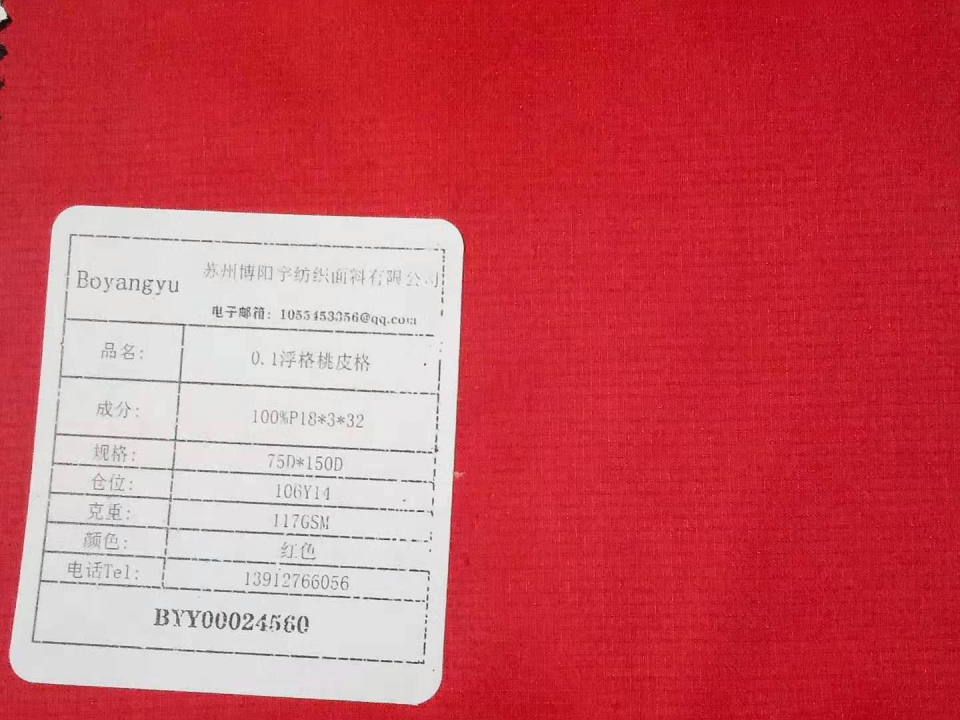 Boyangyu
苏州博阳宇纺织面料有限公司
电子邮箱：1055453356@qq.com
品名： 0.1浮格桃皮格
成分： 100%P18*3*32
规格： 75D*150D
仓位： 106Y14
克重： 117GSM
颜色： 红色
电话Tel： 13912766056
BYY00024560